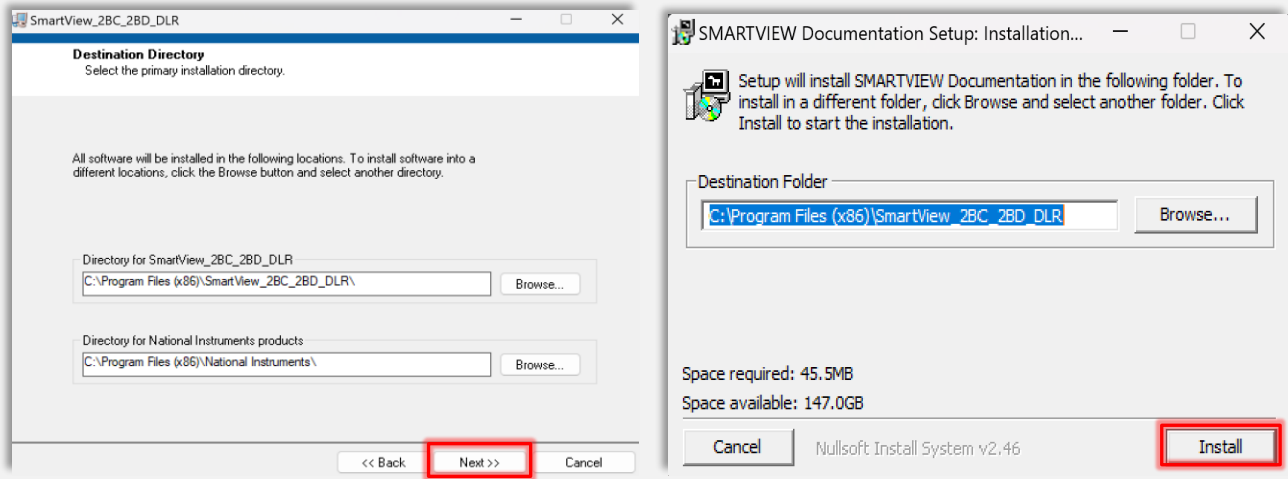 SmartView_2BC_2BD_DLR
Destination Directory
Select the primary installation directory.
All software will be installed in the following locations. To install software into a
different locations, click the Browse button and select another directory.
Directory for SmartView_2BC_2BD_DLR
C:\Program Files (x86)\SmartView_2BC_2BD_DLR\
Browse...
Directory for National Instruments products
C:\Program Files (x86)\National Instruments\
Browse...
<< Back
Next >>
Cancel
SMARTVIEW Documentation Setup: Installation...
Setup will install SMARTVIEW Documentation in the following folder. To
install in a different folder, click Browse and select another folder. Click
Install to start the installation.
Destination Folder
C:\Program Files (x86)\SmartView_2BC_2BD_DLR
Browse...
Space required: 45.5MB
Space available: 147.0GB
Cancel
Nullsoft Install System v2.46
Install